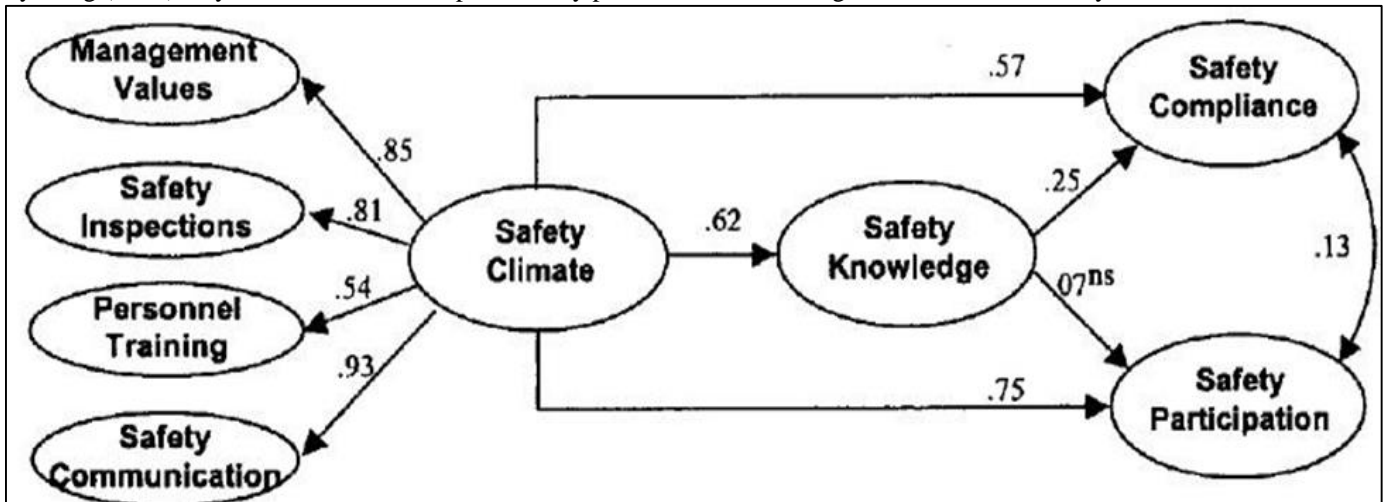 Management
Values
.57
Safety
Compliance
.85
Safety
Inspections
.81
.25
Safety
Climate
.62
Safety
Knowledge
.13
.54
07ns
Personnel
Training
.93
.75
Safety
Participation
Safety
Communication